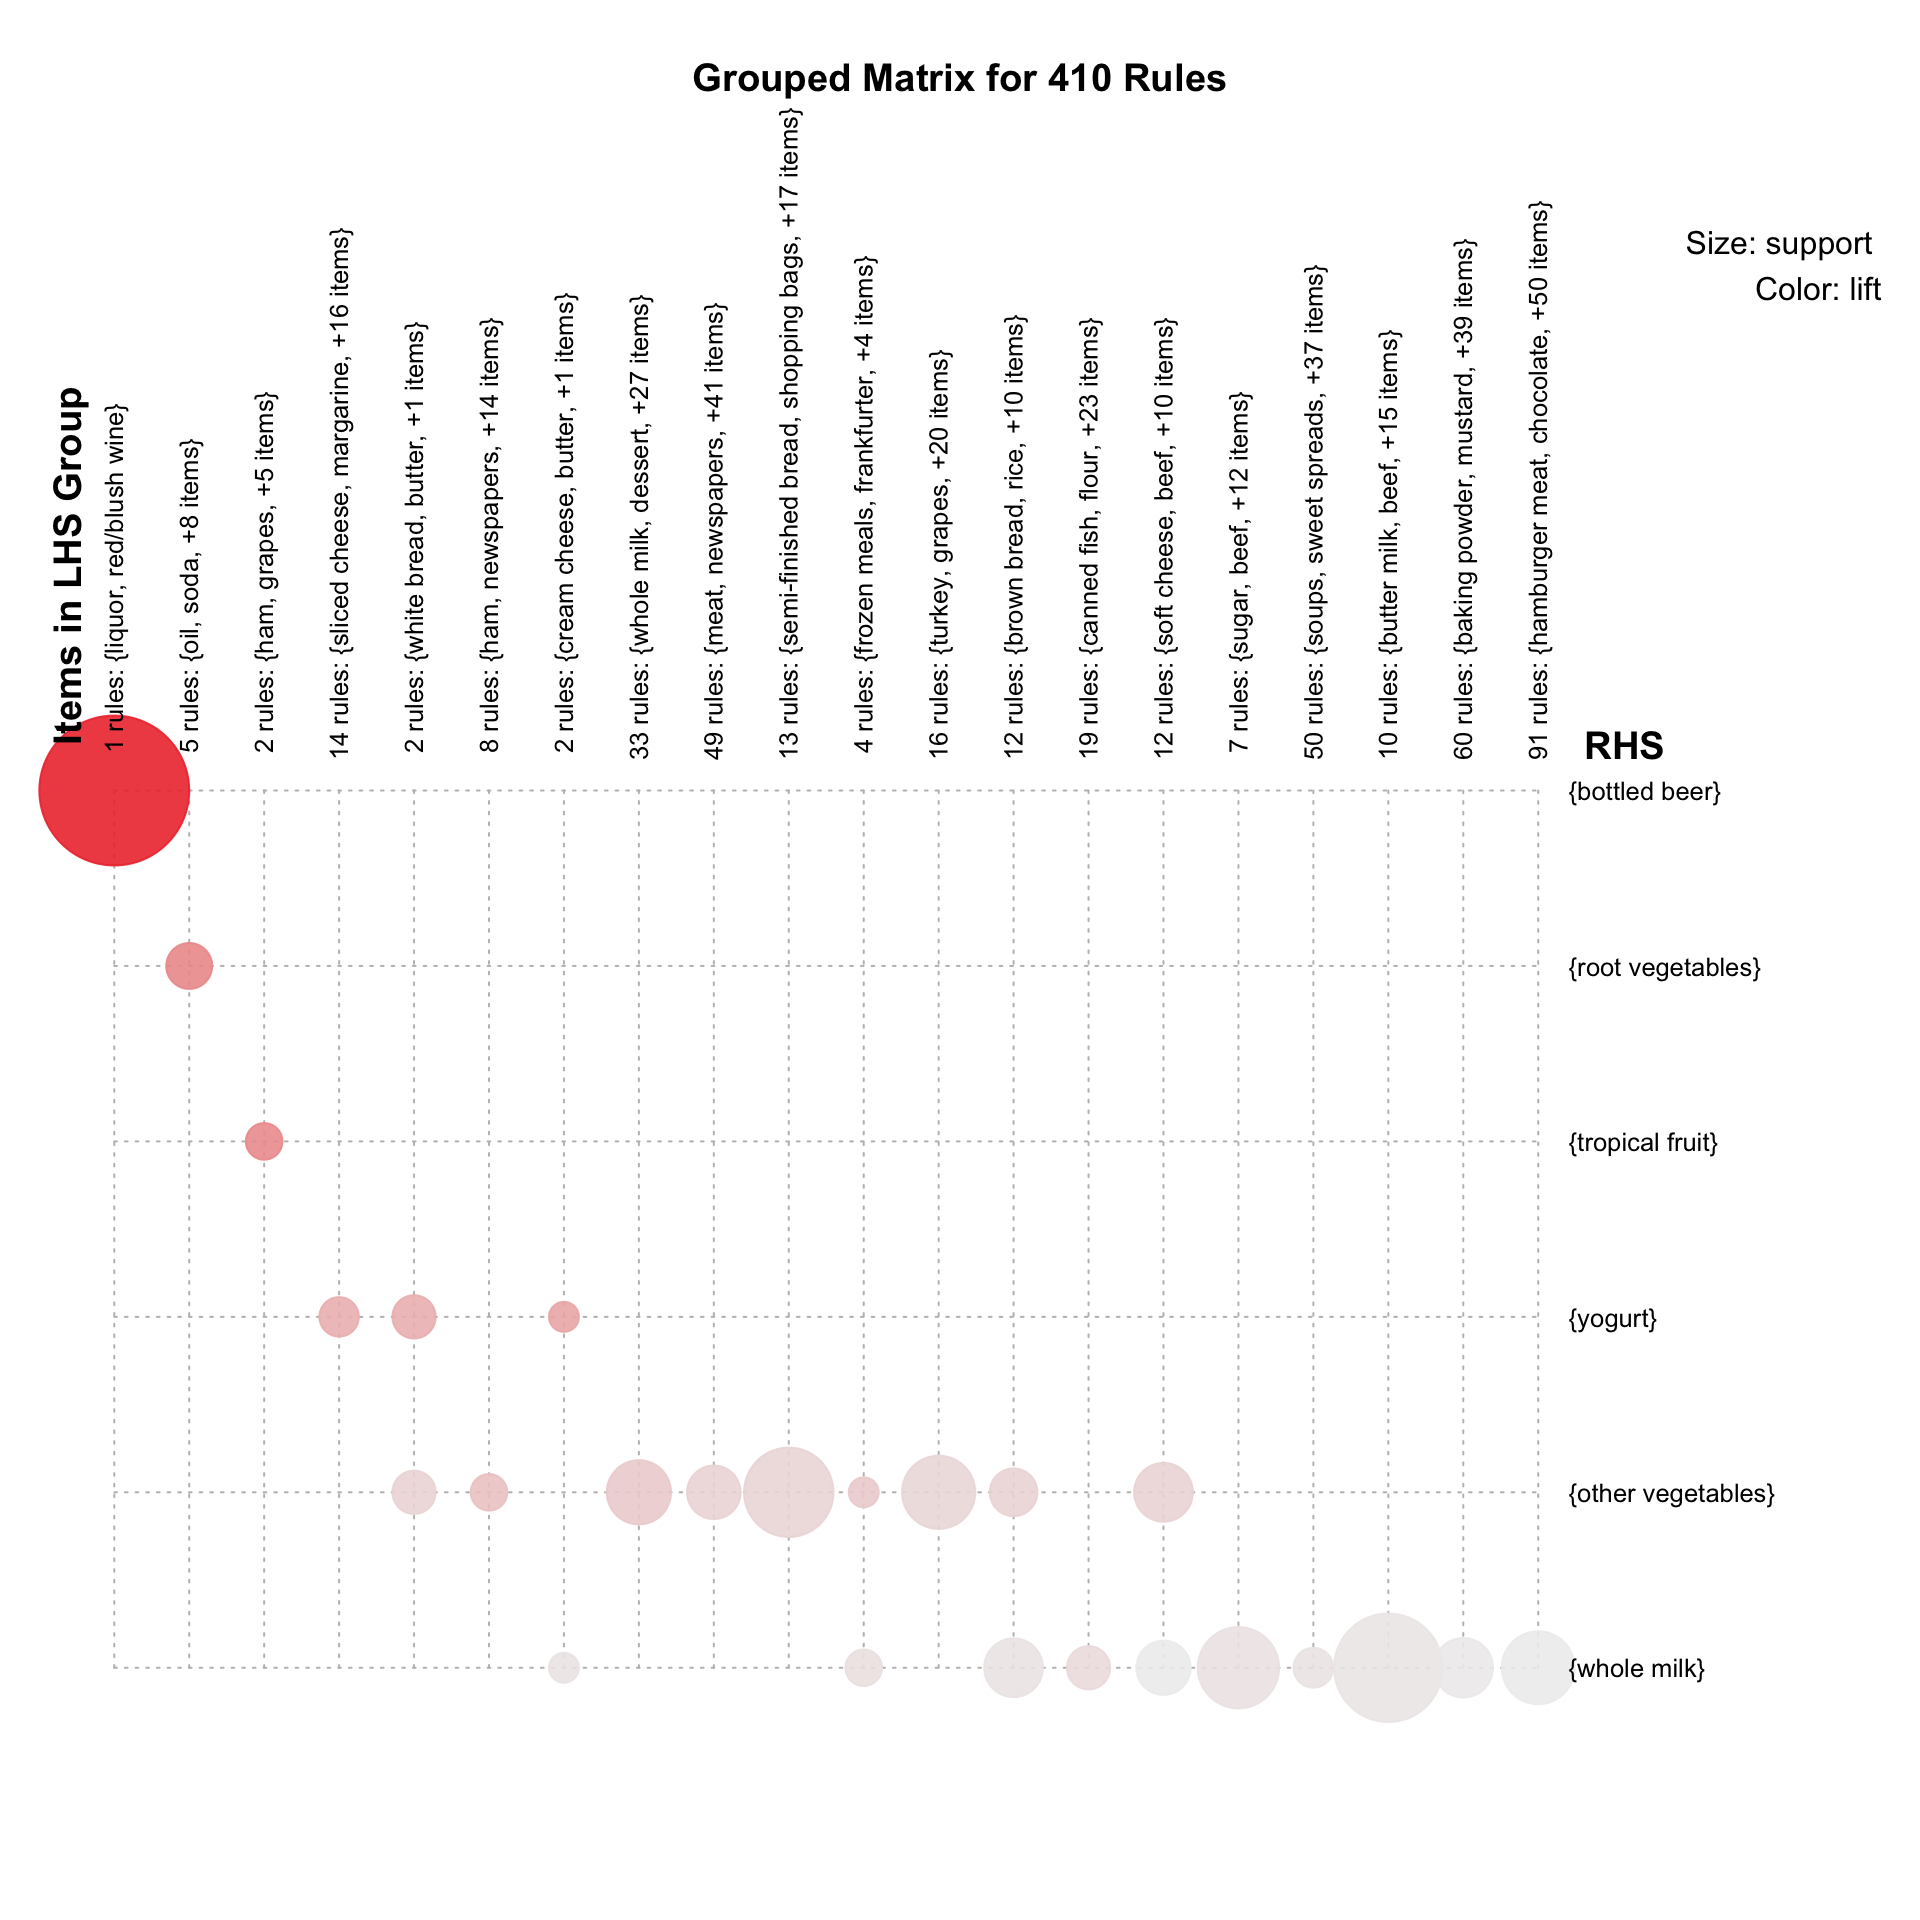 Grouped Matrix for 410 Rules
Size: support
Color: lift
Items in LHS Group
1 rules: {liquor, red/blush wine}
5 rules: {oil, soda, +8 items}
2 rules: {ham, grapes, +5 items}
14 rules: {sliced cheese, margarine, +16 items}
2 rules: {white bread, butter, +1 items}
8 rules: {ham, newspapers, +14 items}
2 rules: {cream cheese, butter, +1 items}
33 rules: {whole milk, dessert, +27 items}
49 rules: {meat, newspapers, +41 items}
13 rules: {semi-finished bread, shopping bags, +17 items}
4 rules: {frozen meals, frankfurter, +4 items}
16 rules: {turkey, grapes, +20 items}
12 rules: {brown bread, rice, +10 items}
19 rules: {canned fish, flour, +23 items}
12 rules: {soft cheese, beef, +10 items}
7 rules: {sugar, beef, +12 items}
50 rules: {soups, sweet spreads, +37 items}
10 rules: {butter milk, beef, +15 items}
60 rules: {baking powder, mustard, +39 items}
91 rules: {hamburger meat, chocolate, +50 items}
RHS
{bottled beer}
{root vegetables}
{tropical fruit}
{yogurt}
{other vegetables}
{whole milk}